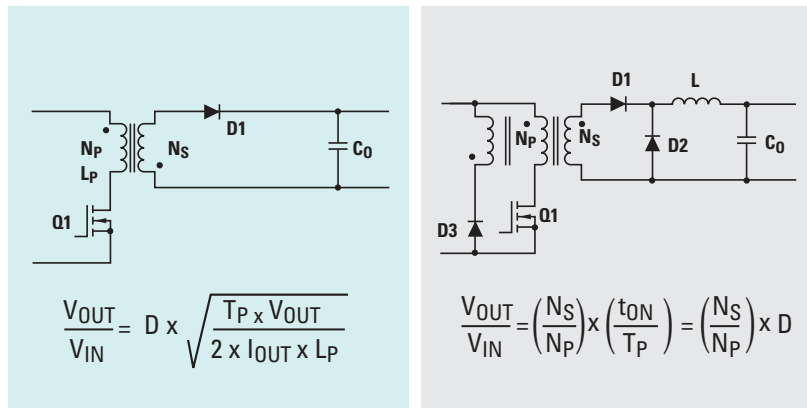 D1
NP
NS
CO
LP
Q1
VOUT/VIN = D x √(TP x VOUT / 2 x IOUT x LP)
D1
L
NP
NS
D2
CO
D3
Q1
VOUT/VIN = (NS/NP) x (tON/TP) = (NS/NP) x D